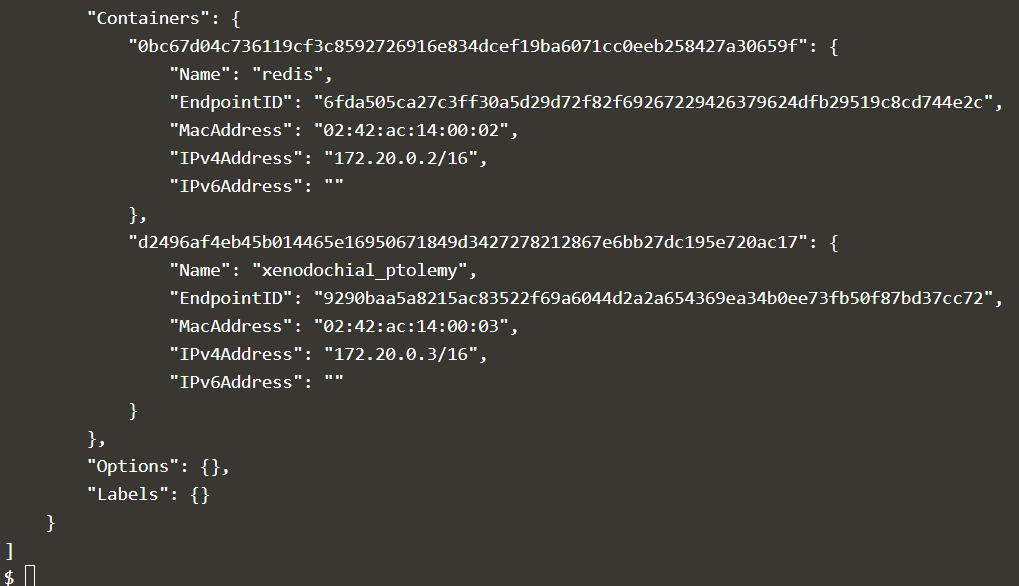 "Containers": {
"0bc67d04c736119cf3c8592726916e834dcef19ba6071cc0eeb258427a30659f": {
"Name": "redis",
"EndpointID": "6fda505ca27c3ff30a5d29d72f82f69267229426379624dfb29519c8cd744e2c",
"MacAddress": "02:42:ac:14:00:02",
"IPv4Address": "172.20.0.2/16",
"IPv6Address": ""
},
"d2496af4eb45b014465e16950671849d3427278212867e6bb27dc195e720ac17": {
"Name": "xenodochial_ptolemy",
"EndpointID": "9290baa5a8215ac83522f69a6044d2a2a654369ea34b0ee73fb50f87bd37cc72",
"MacAddress": "02:42:ac:14:00:03",
"IPv4Address": "172.20.0.3/16",
"IPv6Address": ""
}
},
"Options": {},
"Labels": {}
}
]
$